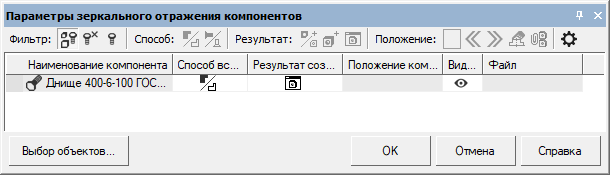 Параметры зеркального отражения компонентов
Фильтр: Способ: Результат: Положение:
Наименование компонента Способ вс... Результат соз... Положение ком... Вид... Файл
Днище 400-6-100 ГОС...
Выбор объектов... OK Отмена Справка